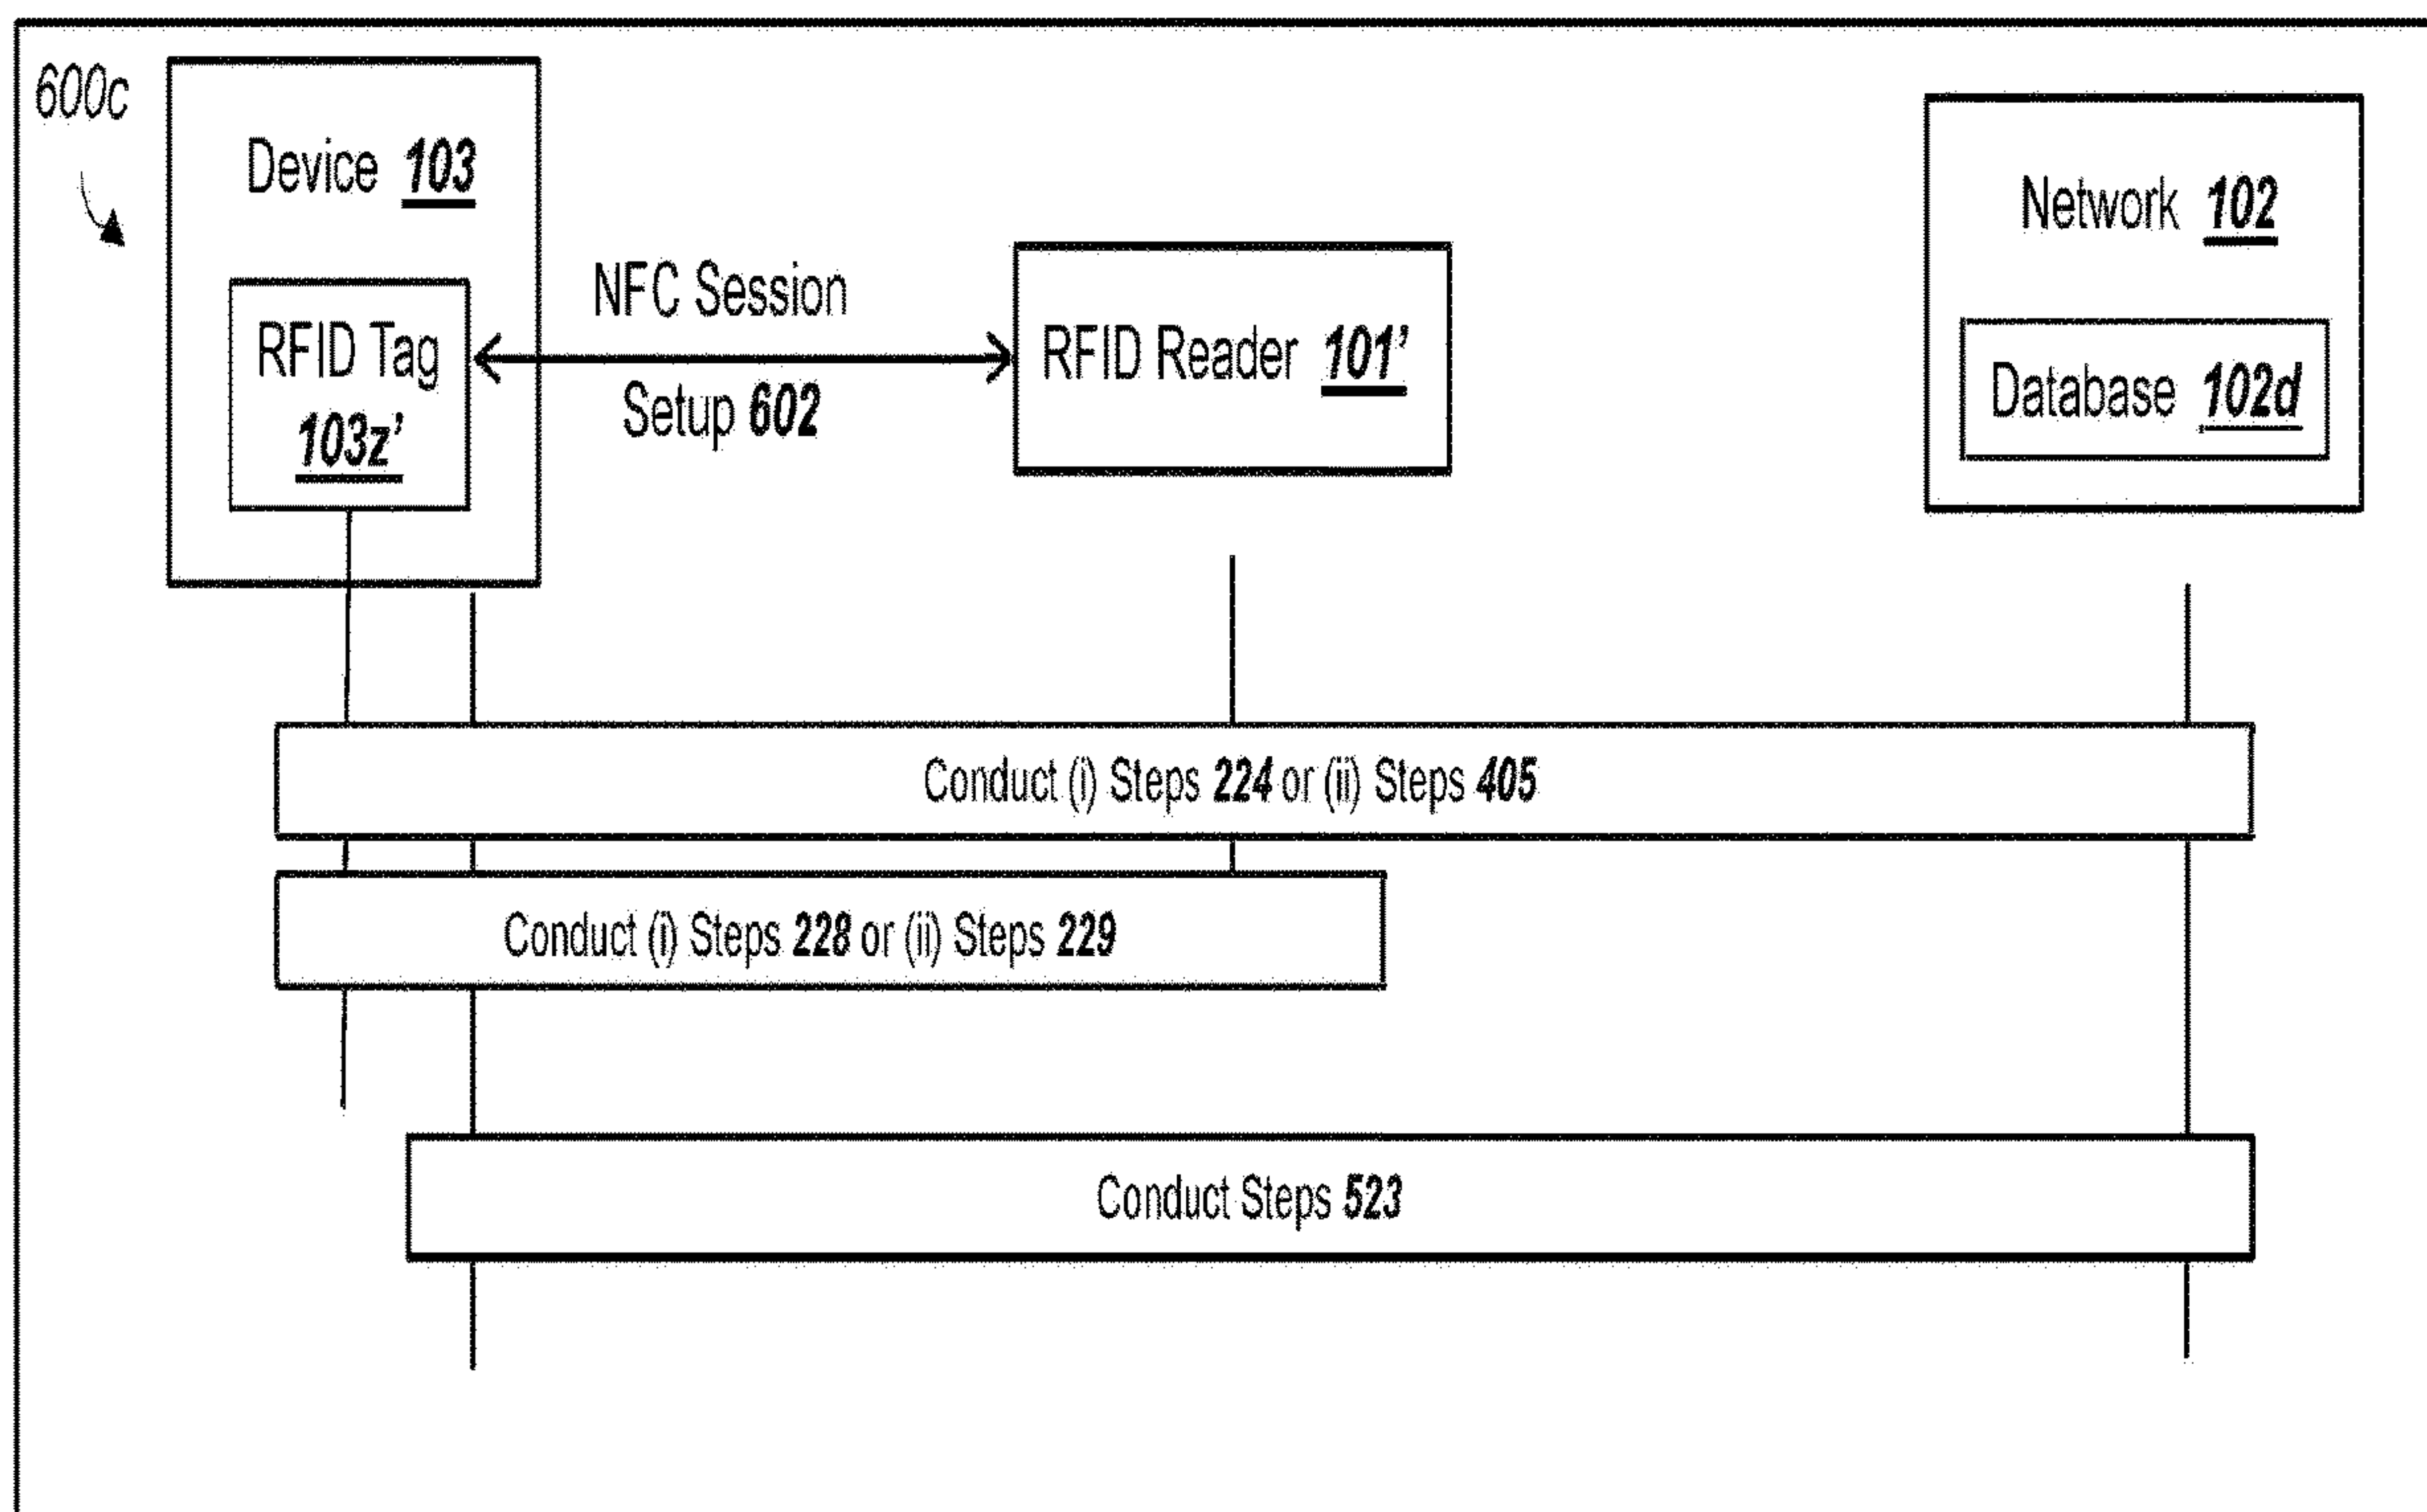 600c
Device 103
RFID Tag
103z’
NFC Session
Setup 602
RFID Reader 101’
Network 102
Database 102d
Conduct (i) Steps 224 or (ii) Steps 405
Conduct (i) Steps 228 or (ii) Steps 229
Conduct Steps 523